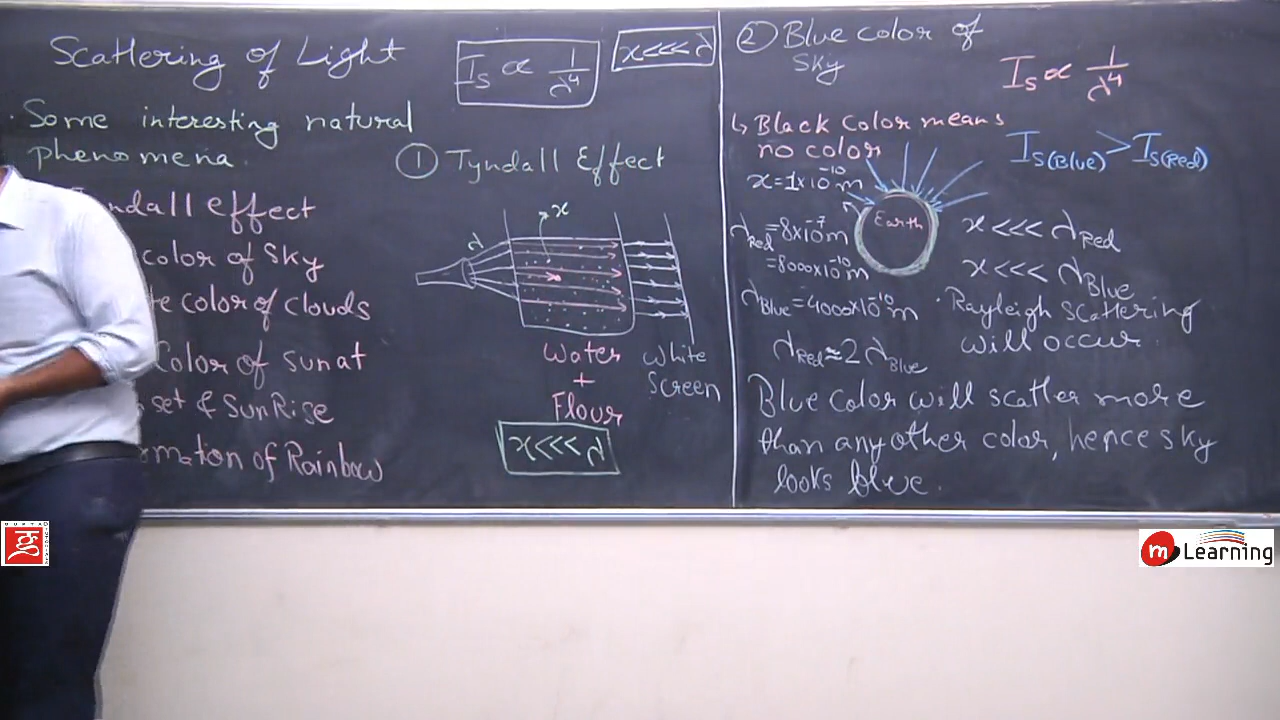 Scattering of Light
Is ∝ 1/λ⁴
x <<< λ
· Some interesting natural
phenomena.
Tyndall effect
color of Sky
te color of clouds
Color of sun at
set & SunRise
rmation of Rainbow
① Tyndall Effect
x
λ
Water
+
Flour
White
Screen
x <<< λ
② Blue color of
Sky
Is ∝ 1/λ⁴
↳ Black color means
no color
Is(Blue) > Is(Red)
x = 1×10⁻¹⁰ m
Earth
λRed = 8×10⁻⁷ m
= 8000×10⁻¹⁰ m
λBlue = 4000×10⁻¹⁰ m
λRed ≈ 2 λBlue
x <<< λRed
x <<< λBlue
· Rayleigh scattering
will occur.
Blue color will scatter more
than any other color, hence sky
looks blue.
m Learning